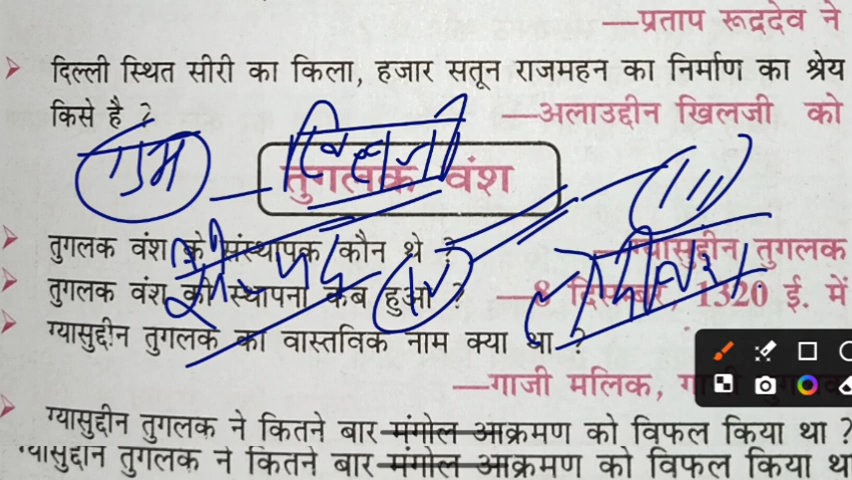 —प्रताप रूद्रदेव ने
दिल्ली स्थित सीरी का किला, हजार सतून राजमहन का निर्माण का श्रेय
किसे है ?
—अलाउद्दीन खिलजी को
तुगलक वंश
तुगलक वंश के संस्थापक कौन थे ?
—ग्यासुद्दीन तुगलक
तुगलक वंश की स्थापना कब हुआ ?
—8 दिसम्बर, 1320 ई. में
ग्यासुद्दीन तुगलक का वास्तविक नाम क्या था ?
—गाजी मलिक,
ग्यासुद्दीन तुगलक ने कितने बार मंगोल आक्रमण को विफल किया था ?
तुगलक ने कितने बार मंगोल आक्रमण को विफल किया था